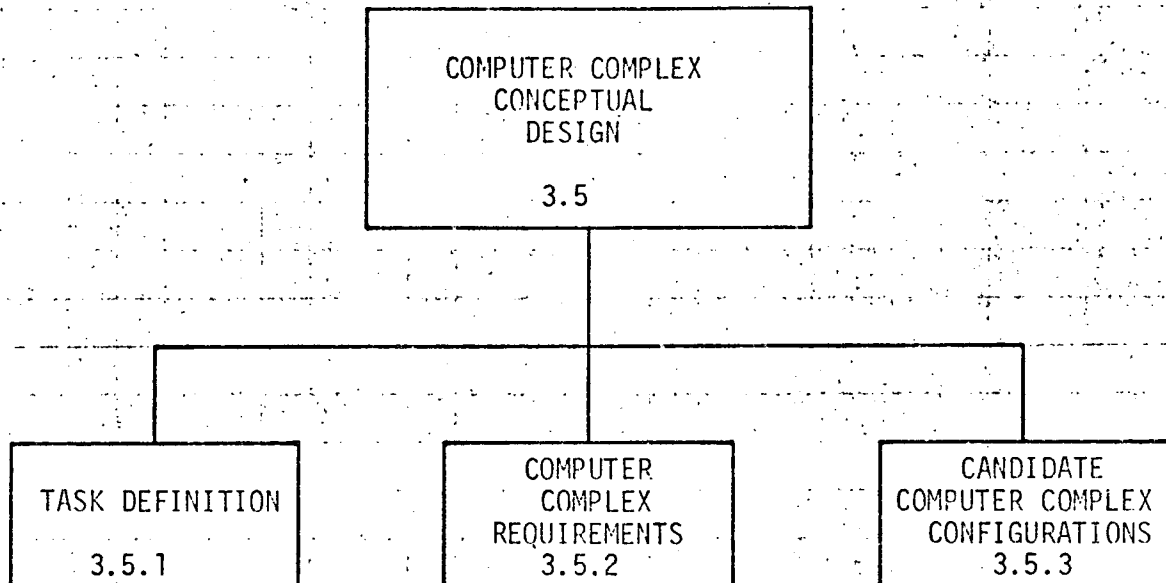 COMPUTER COMPLEX
CONCEPTUAL
DESIGN
3.5
TASK DEFINITION
3.5.1
COMPUTER
COMPLEX
REQUIREMENTS
3.5.2
CANDIDATE
COMPUTER COMPLEX
CONFIGURATIONS
3.5.3